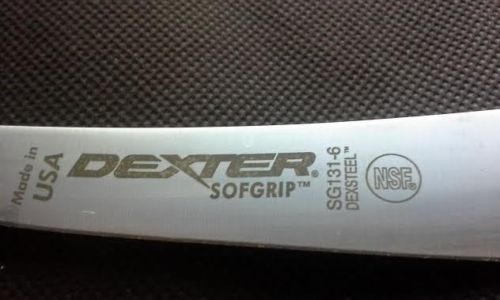 Made in
USA
DEXTER®
SOFGRIP™
SG131-6
DEXSTEEL™
NSF®